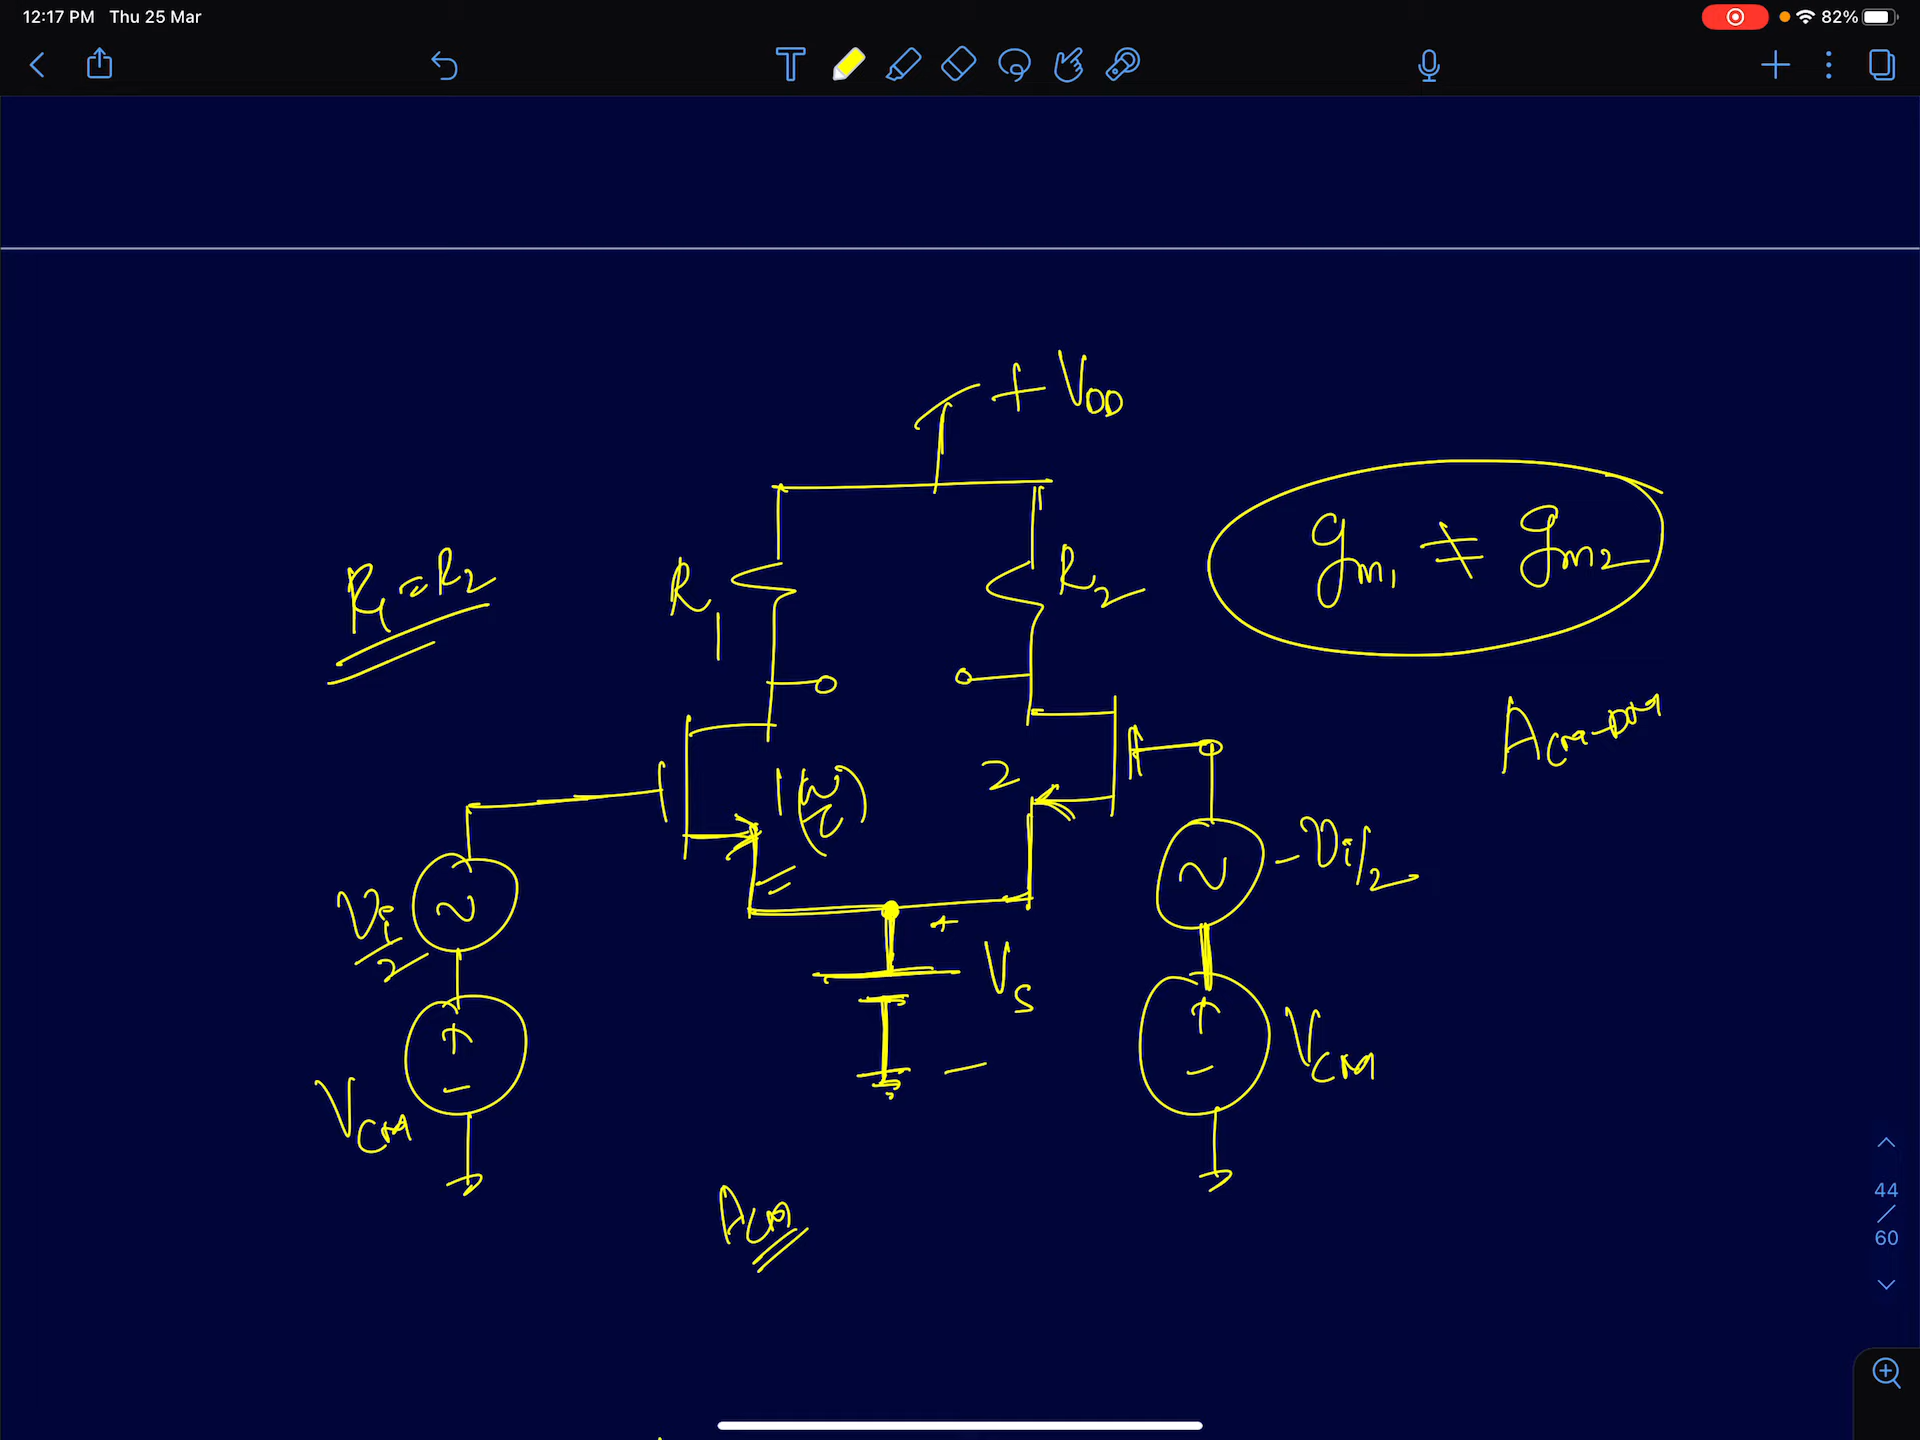 12:17 PM Thu 25 Mar
82%
+ VDD
R1 = R2
R1
R2
gm1 ≠ gm2
ACM-DM
1 (W/L)
2
Vi/2
-Vi/2
+
VS
−
+
−
VCM
+
−
VCM
ACM
44
/
60